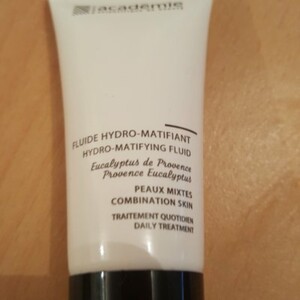 académie
FLUIDE HYDRO-MATIFIANT
HYDRO-MATIFYING FLUID
Eucalyptus de Provence
Provence Eucalyptus
PEAUX MIXTES
COMBINATION SKIN
TRAITEMENT QUOTIDIEN
DAILY TREATMENT